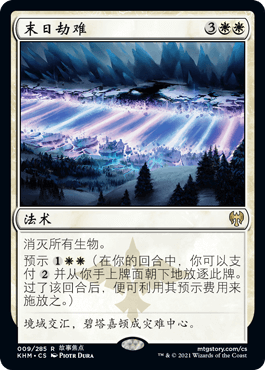 末日劫难 3
法术
消灭所有生物。
预示 1 （在你的回合中，你可以支
付 2 并从你手上牌面朝下地放逐此牌。
过了该回合后，便可利用其预示费用来
施放之。）
境域交汇，碧塔嘉顿成灾难中心。
009/285 R 故事焦点 mtgstory.com/cs
KHM • CS Piotr Dura ™ & © 2021 Wizards of the Coast